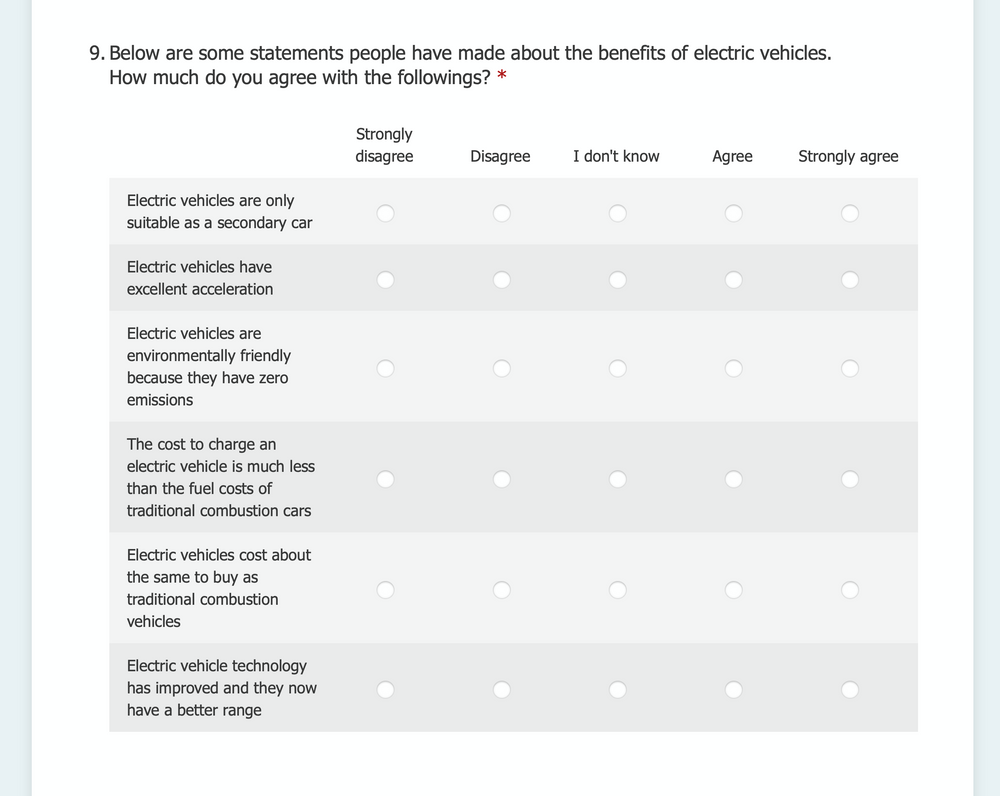 9. Below are some statements people have made about the benefits of electric vehicles.
How much do you agree with the followings? *
Strongly
disagree
Disagree
I don't know
Agree
Strongly agree
Electric vehicles are only
suitable as a secondary car
Electric vehicles have
excellent acceleration
Electric vehicles are
environmentally friendly
because they have zero
emissions
The cost to charge an
electric vehicle is much less
than the fuel costs of
traditional combustion cars
Electric vehicles cost about
the same to buy as
traditional combustion
vehicles
Electric vehicle technology
has improved and they now
have a better range